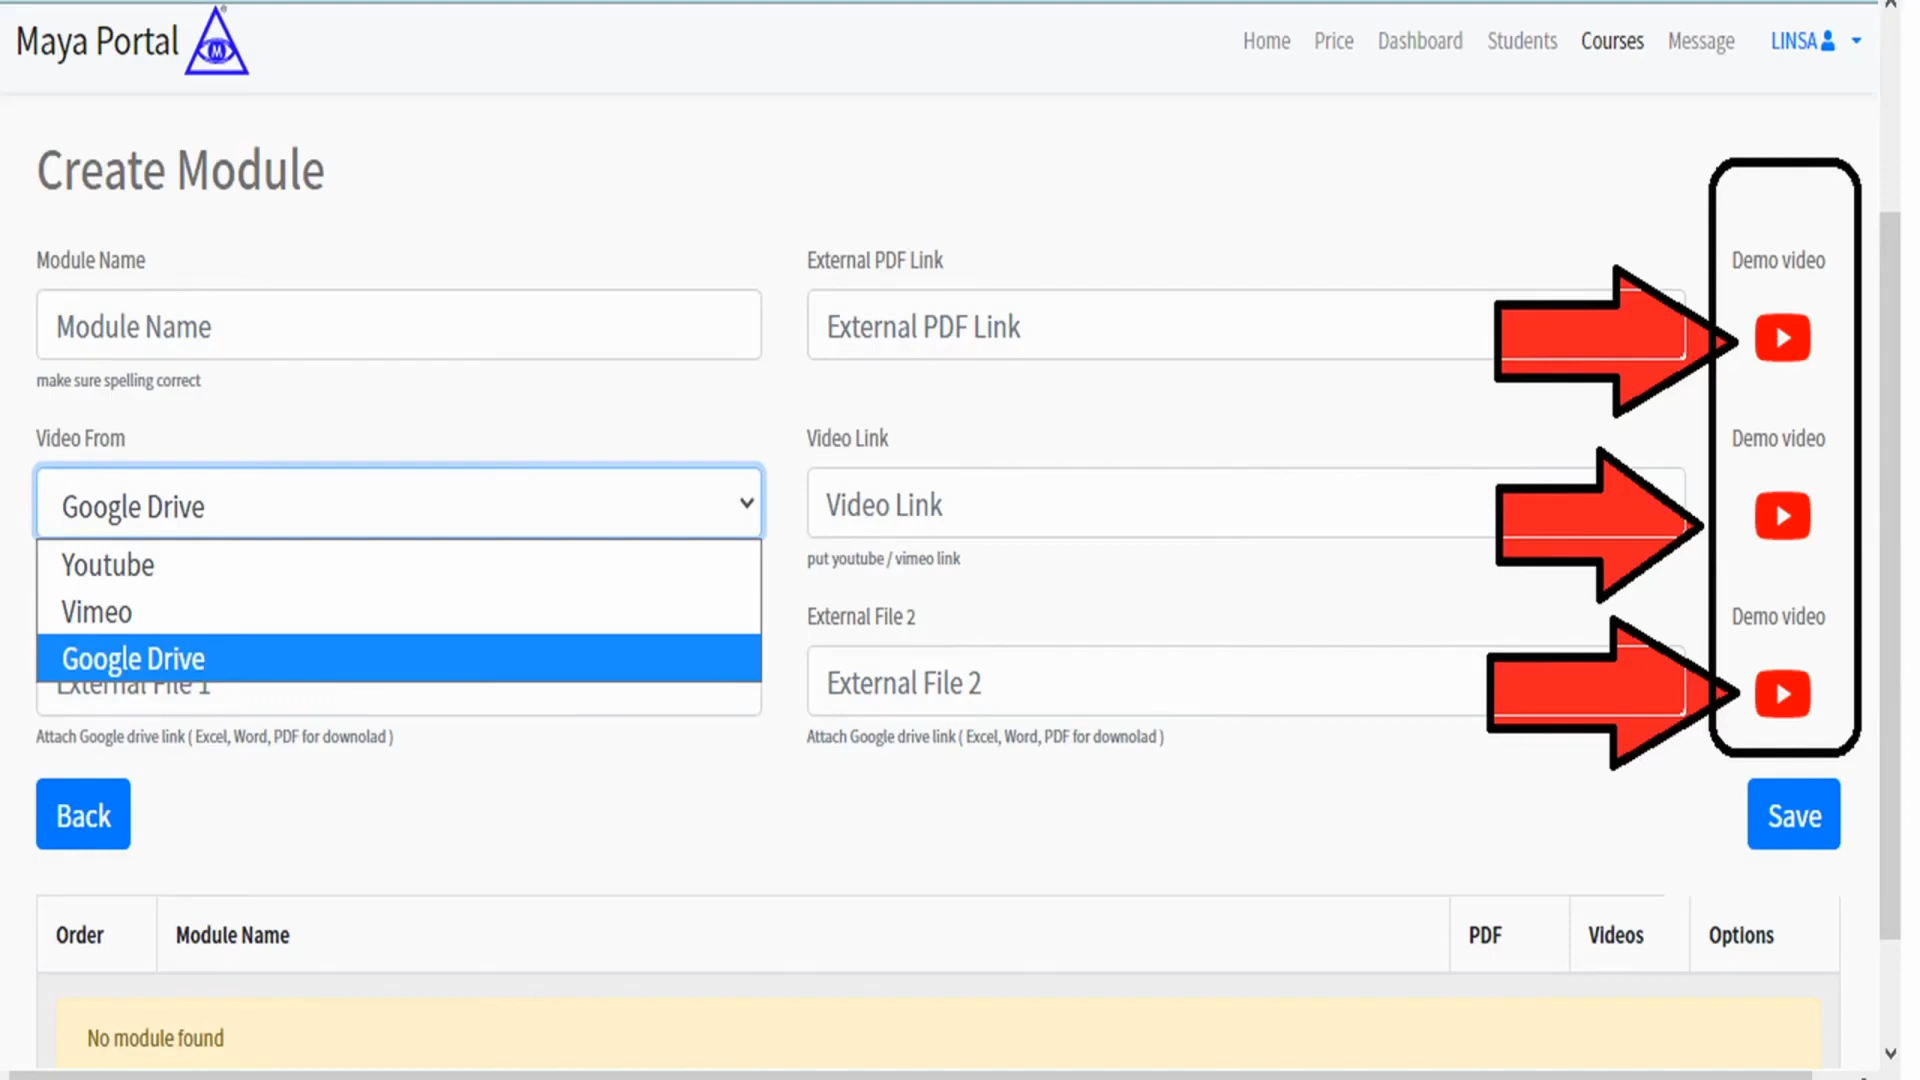 Maya Portal
M
Home Price Dashboard Students Courses Message LINSA
Create Module
Module Name
External PDF Link
Demo video
Module Name
External PDF Link
make sure spelling correct
Video From
Video Link
Demo video
Google Drive
Video Link
Youtube
put youtube / vimeo link
Vimeo
External File 2
Demo video
Google Drive
External File 1
External File 2
Attach Google drive link ( Excel, Word, PDF for downolad )
Attach Google drive link ( Excel, Word, PDF for downolad )
Back
Save
Order Module Name PDF Videos Options
No module found